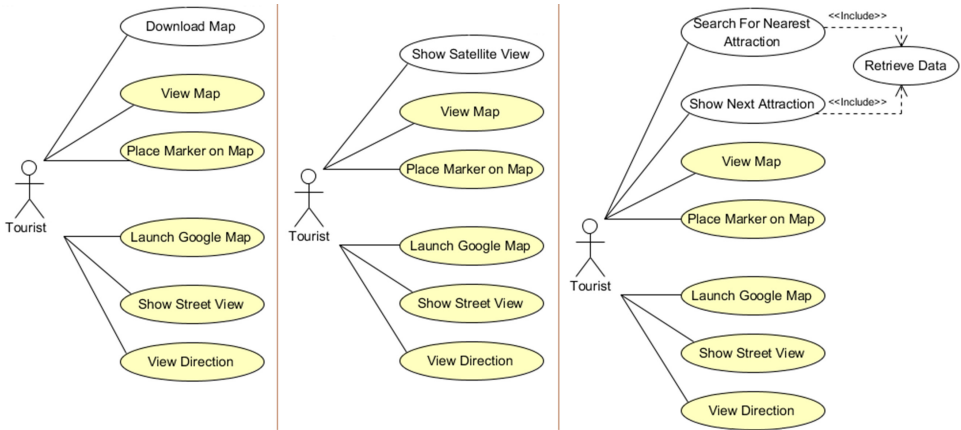 Download Map
View Map
Place Marker on Map
Tourist
Launch Google Map
Show Street View
View Direction
Show Satellite View
View Map
Place Marker on Map
Tourist
Launch Google Map
Show Street View
View Direction
Search For Nearest
Attraction
<<Include>>
Retrieve Data
Show Next Attraction
<<Include>>
View Map
Place Marker on Map
Tourist
Launch Google Map
Show Street View
View Direction